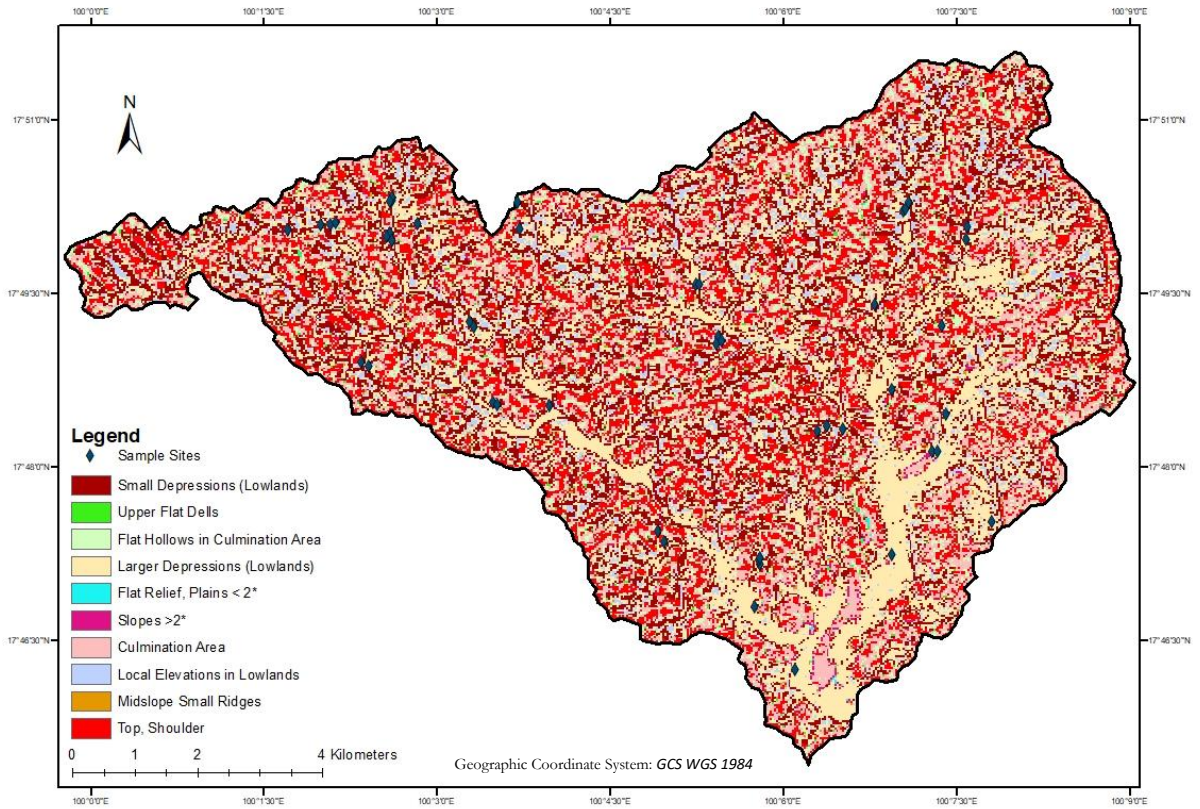 100°0'0"E 100°1'30"E 100°3'0"E 100°4'30"E 100°6'0"E 100°7'30"E 100°9'0"E
N
17°51'0"N 17°51'0"N
17°49'30"N 17°49'30"N
Legend
Sample Sites
17°48'0"N 17°48'0"N
Small Depressions (Lowlands)
Upper Flat Dells
Flat Hollows in Culmination Area
Larger Depressions (Lowlands)
Flat Relief, Plains < 2*
Slopes >2*
17°46'30"N 17°46'30"N
Culmination Area
Local Elevations in Lowlands
Midslope Small Ridges
Top, Shoulder
0 1 2 4 Kilometers
Geographic Coordinate System: GCS WGS 1984
100°0'0"E 100°1'30"E 100°3'0"E 100°4'30"E 100°6'0"E 100°7'30"E 100°9'0"E